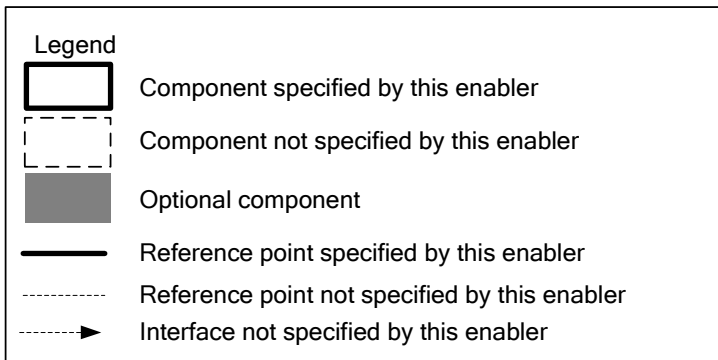 Legend
Component specified by this enabler
Component not specified by this enabler
Optional component
Reference point specified by this enabler
Reference point not specified by this enabler
Interface not specified by this enabler